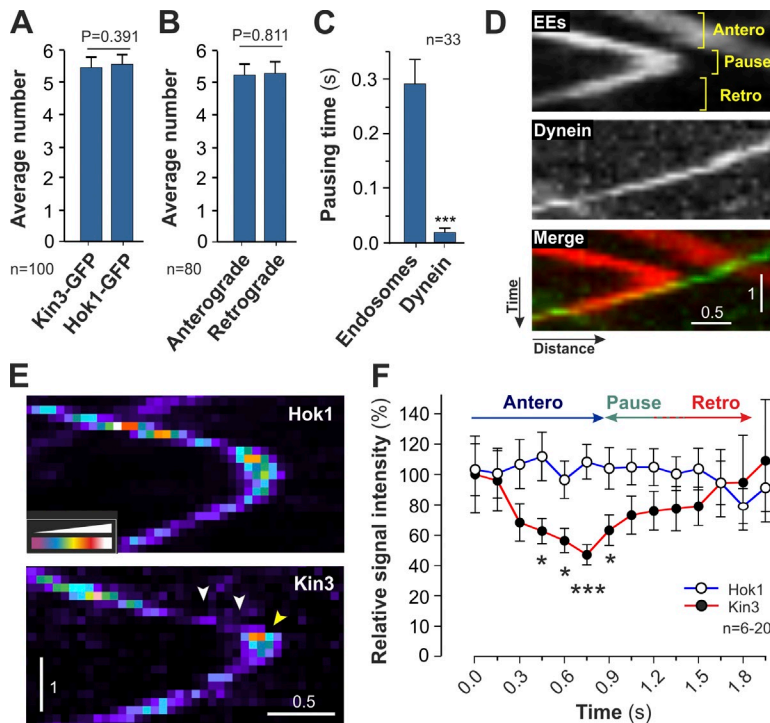 A
P=0.391
Average number
6
5
4
3
2
1
0
n=100
Kin3-GFP
Hok1-GFP
B
P=0.811
Average number
6
5
4
3
2
1
0
n=80
Anterograde
Retrograde
C
n=33
Pausing time (s)
0.3
0.2
0.1
0.0
***
Endosomes
Dynein
D
EEs
Antero
Pause
Retro
Dynein
Merge
1
0.5
Time
Distance
E
Hok1
Kin3
1
0.5
F
Antero
Pause
Retro
Relative signal intensity (%)
140
120
100
80
60
40
20
0
* * *** *
Hok1
Kin3
n=6-20
0.0 0.3 0.6 0.9 1.2 1.5 1.8
Time (s)